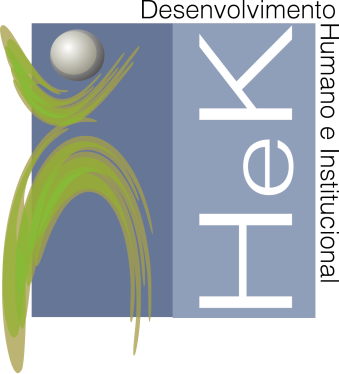 Desenvolvimento
Humano e Institucional
HeK